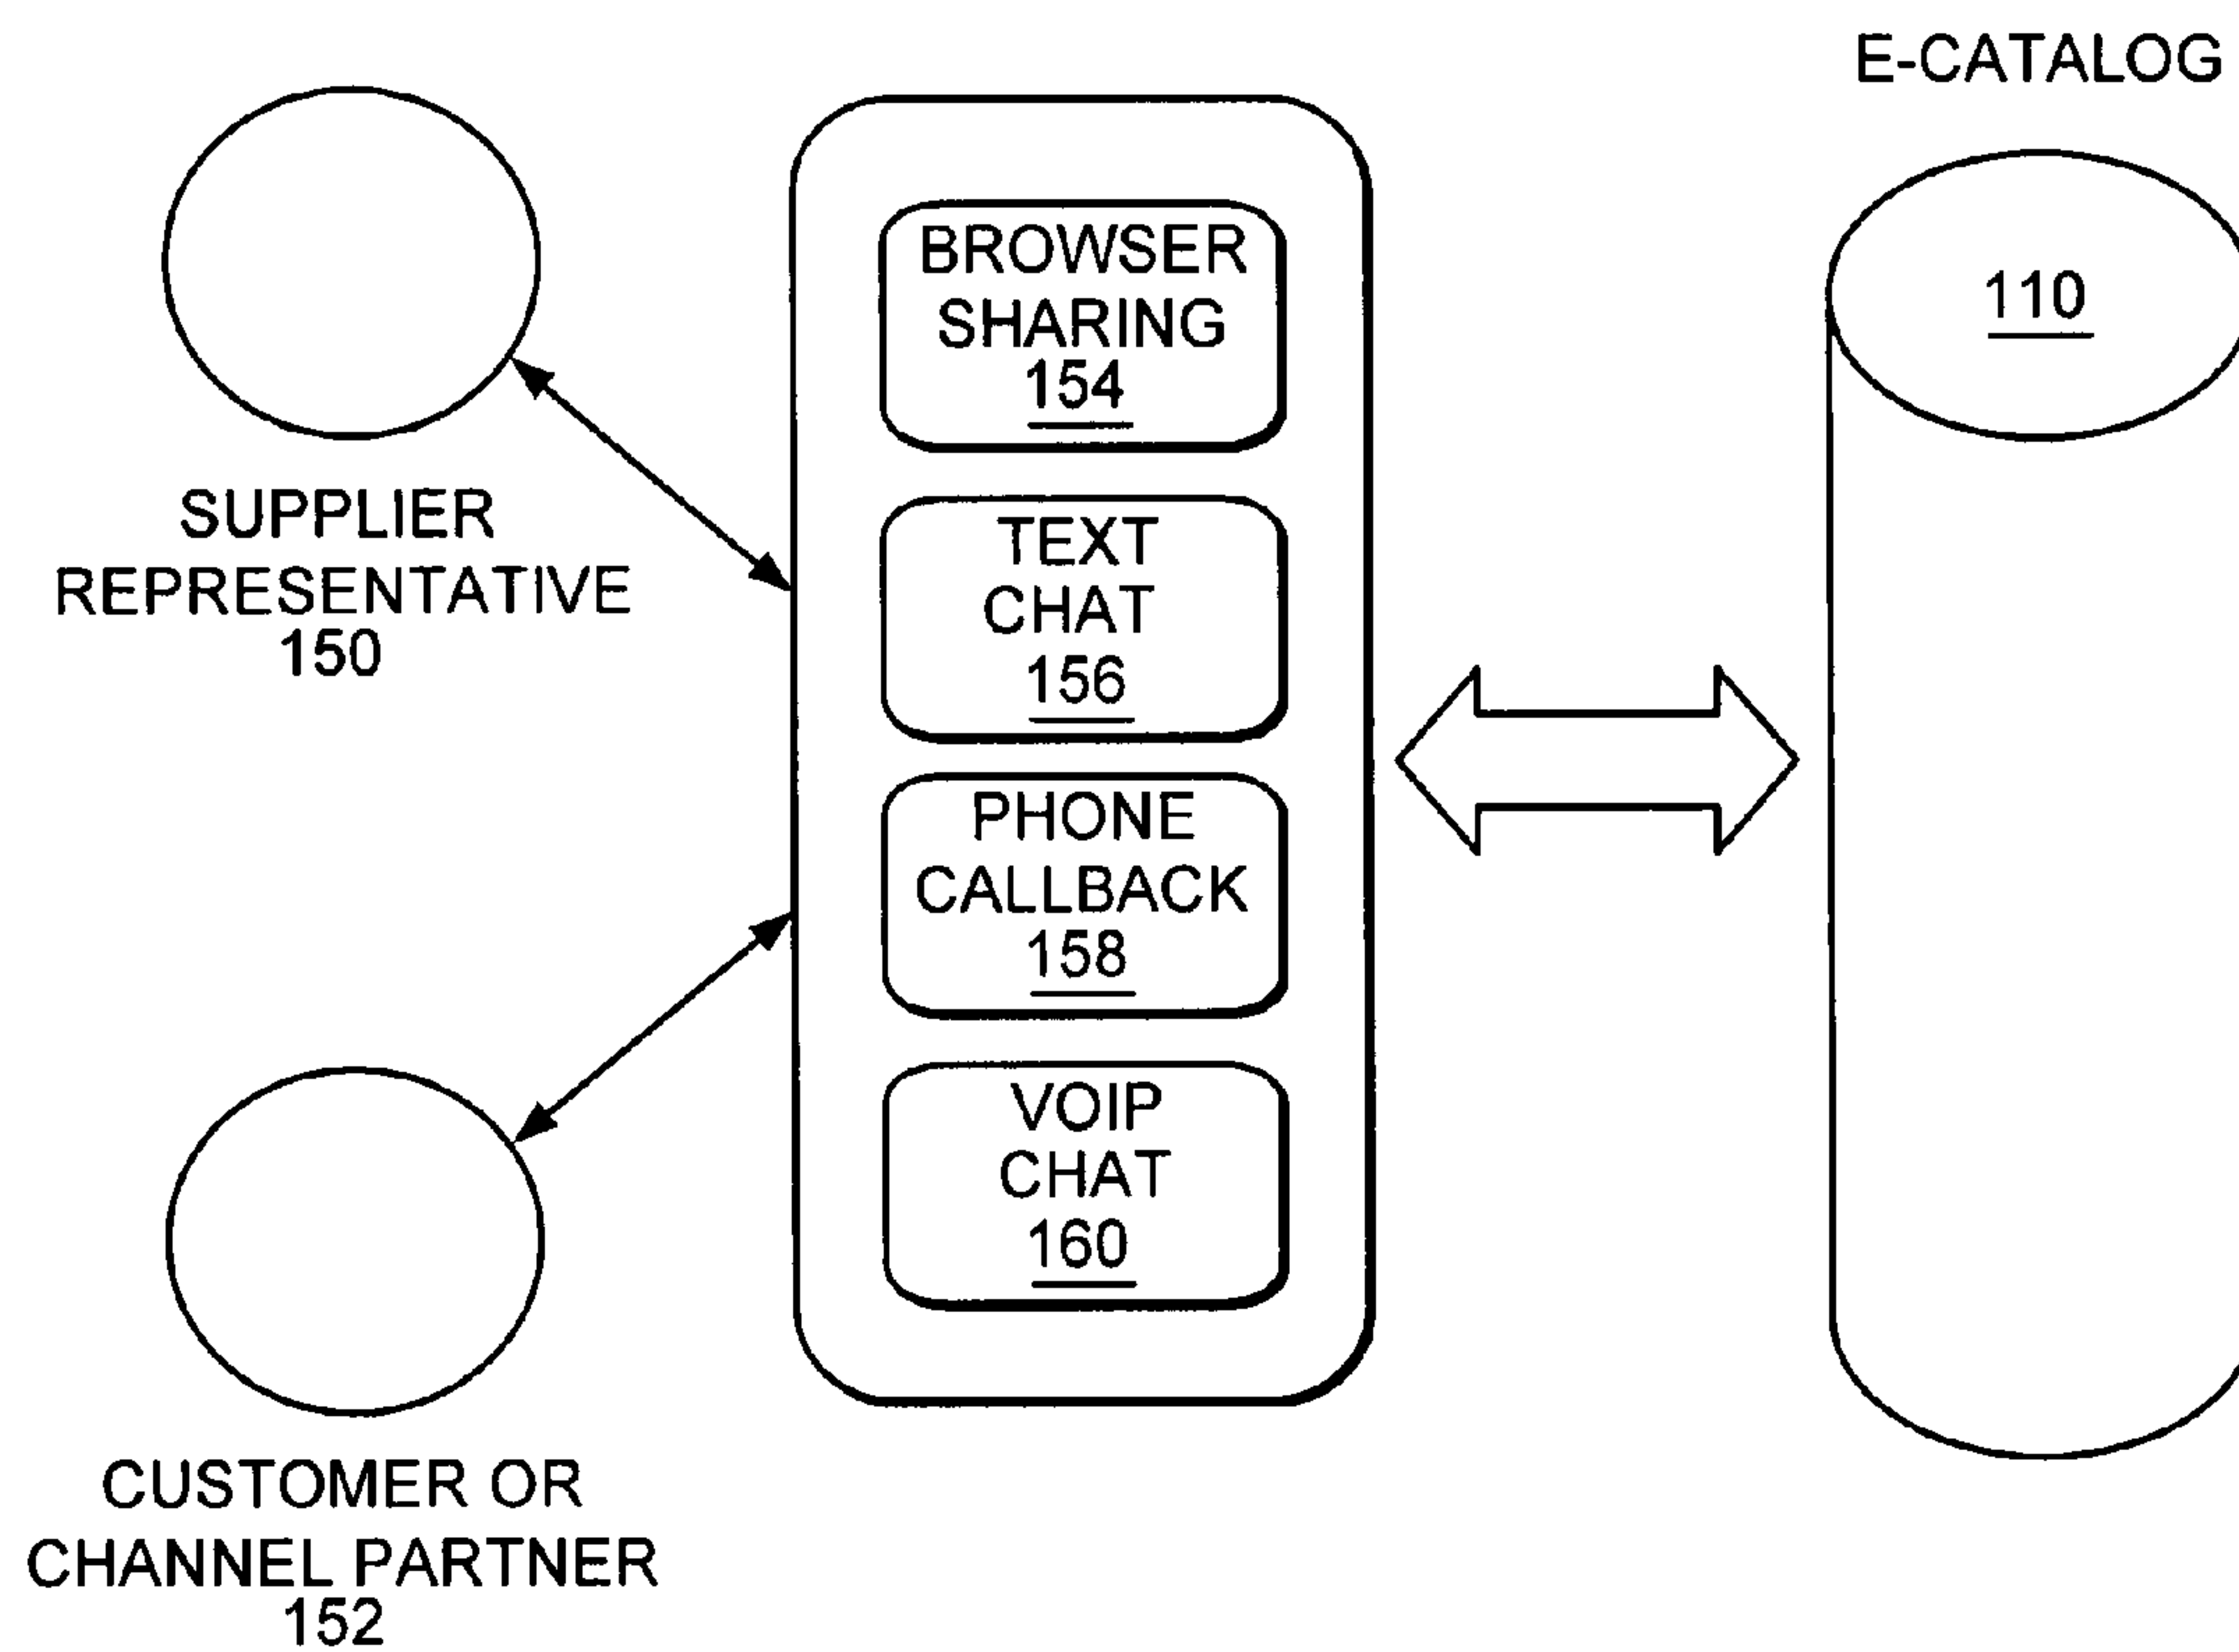 E-CATALOG
110
SUPPLIER
REPRESENTATIVE
150
BROWSER
SHARING
154
TEXT
CHAT
156
PHONE
CALLBACK
158
VOIP
CHAT
160
CUSTOMER OR
CHANNEL PARTNER
152